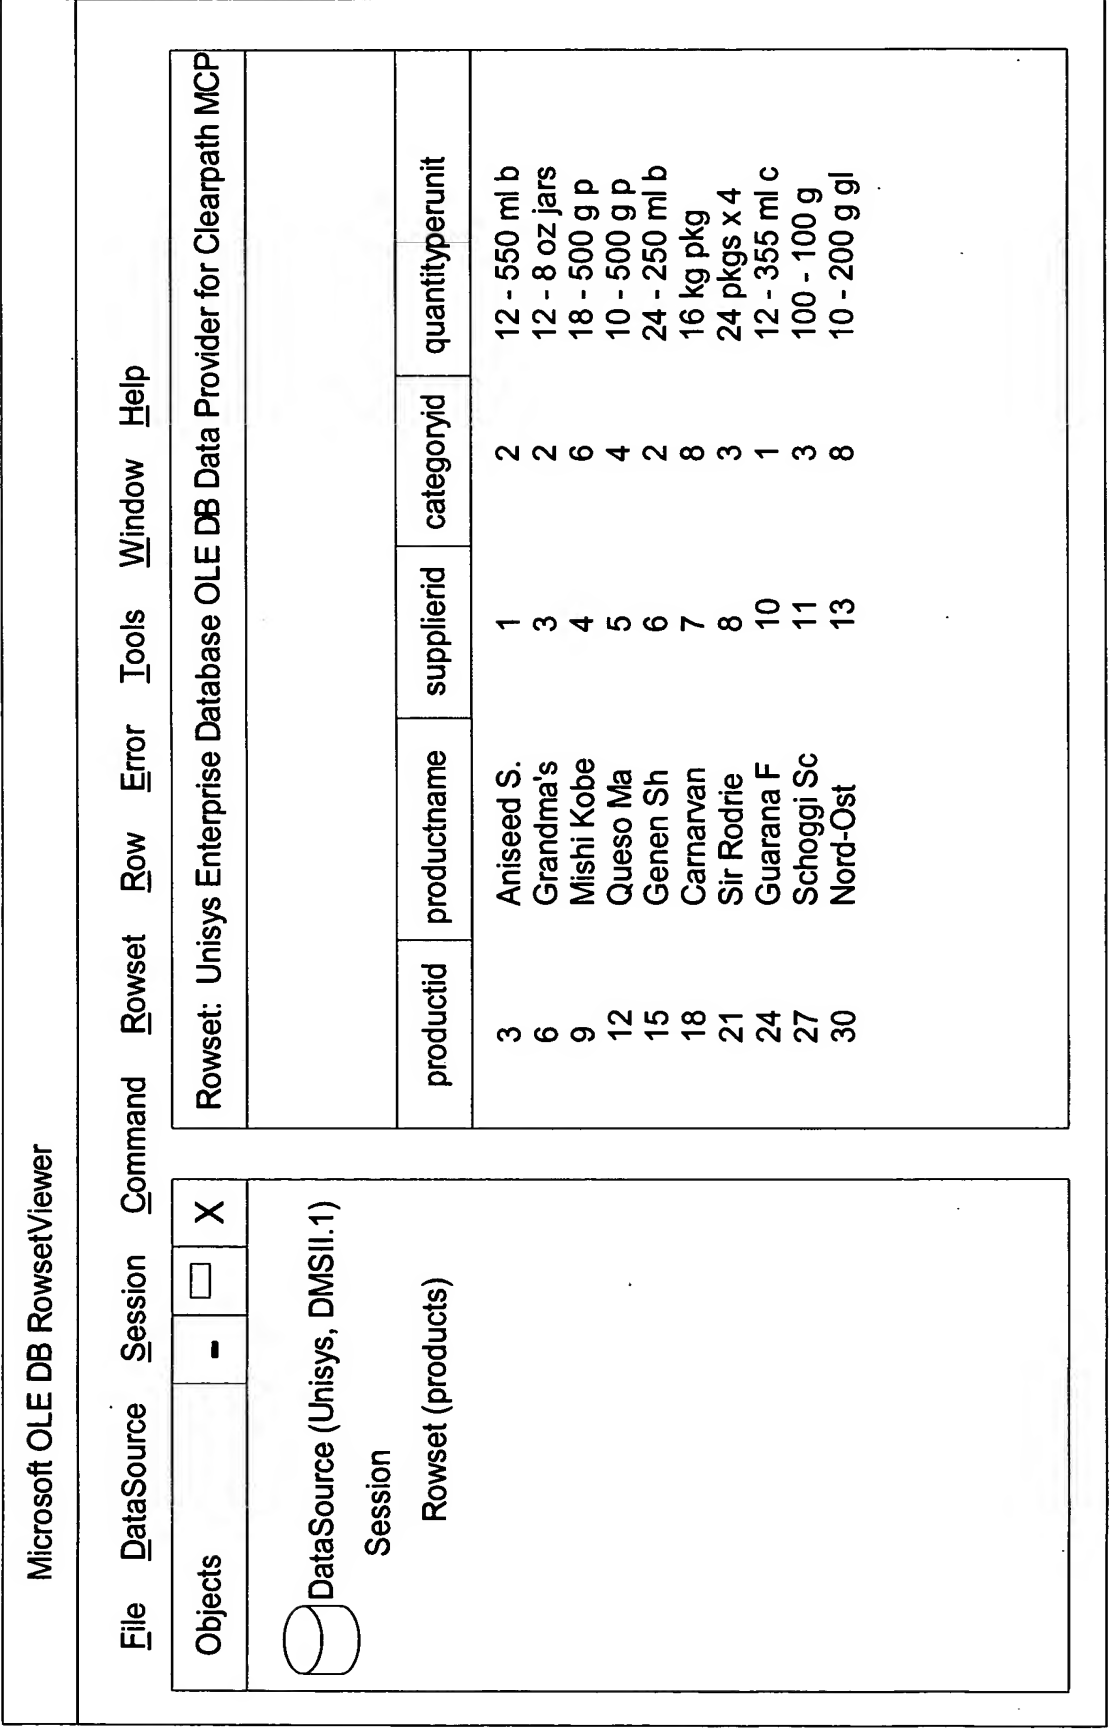 Microsoft OLE DB RowsetViewer
File DataSource Session Command Rowset Row Error Tools Window Help
Objects - X
DataSource (Unisys, DMSII.1)
Session
Rowset (products)
Rowset: Unisys Enterprise Database OLE DB Data Provider for Clearpath MCP
productid productname supplierid categoryid quantityperunit
3 Aniseed S. 1 2 12 - 550 ml b
6 Grandma's 3 2 12 - 8 oz jars
9 Mishi Kobe 4 6 18 - 500 g p
12 Queso Ma 5 4 10 - 500 g p
15 Genen Sh 6 2 24 - 250 ml b
18 Carnarvan 7 8 16 kg pkg
21 Sir Rodrie 8 3 24 pkgs x 4
24 Guarana F 10 1 12 - 355 ml c
27 Schoggi Sc 11 3 100 - 100 g
30 Nord-Ost 13 8 10 - 200 g gl